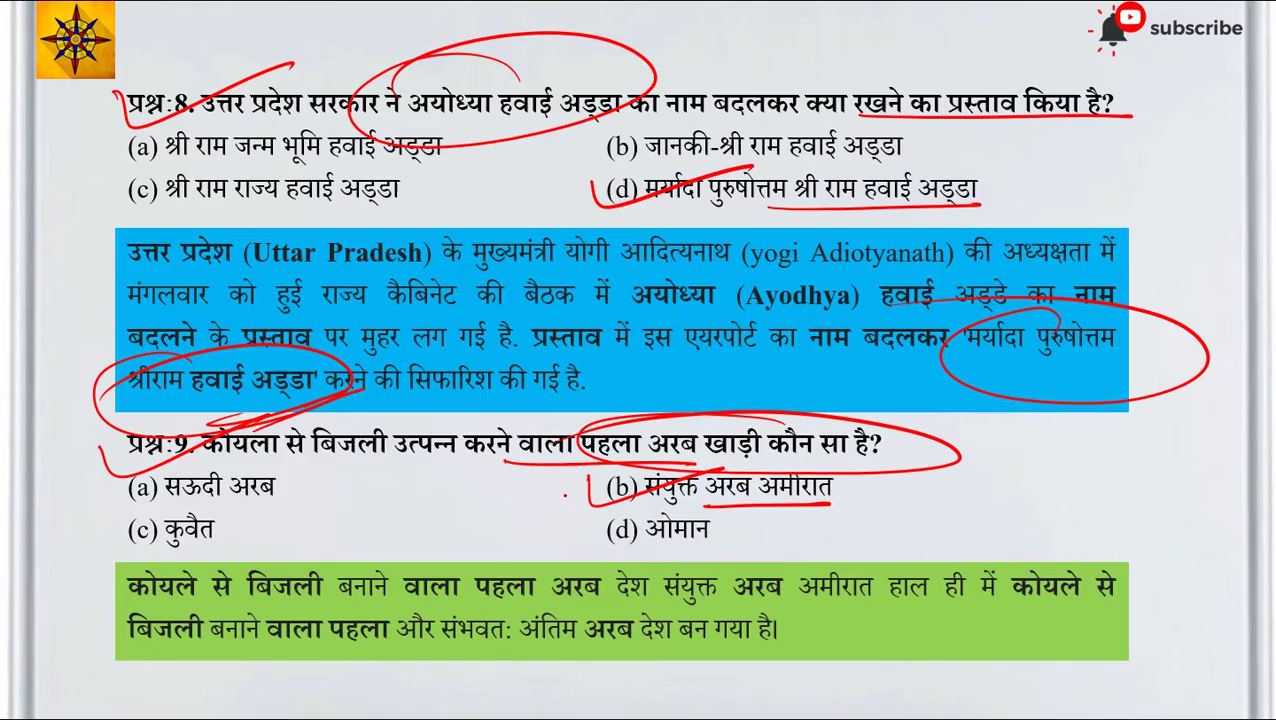 subscribe
प्रश्न:8. उत्तर प्रदेश सरकार ने अयोध्या हवाई अड्डा का नाम बदलकर क्या रखने का प्रस्ताव किया है?
(a) श्री राम जन्म भूमि हवाई अड्डा (b) जानकी-श्री राम हवाई अड्डा
(c) श्री राम राज्य हवाई अड्डा (d) मर्यादा पुरुषोत्तम श्री राम हवाई अड्डा
उत्तर प्रदेश (Uttar Pradesh) के मुख्यमंत्री योगी आदित्यनाथ (yogi Adiotyanath) की अध्यक्षता में
मंगलवार को हुई राज्य कैबिनेट की बैठक में अयोध्या (Ayodhya) हवाई अड्डे का नाम
बदलने के प्रस्ताव पर मुहर लग गई है. प्रस्ताव में इस एयरपोर्ट का नाम बदलकर 'मर्यादा पुरुषोत्तम
श्रीराम हवाई अड्डा' करने की सिफारिश की गई है.
प्रश्न:9. कोयला से बिजली उत्पन्न करने वाला पहला अरब खाड़ी कौन सा है?
(a) सऊदी अरब (b) संयुक्त अरब अमीरात
(c) कुवैत (d) ओमान
कोयले से बिजली बनाने वाला पहला अरब देश संयुक्त अरब अमीरात हाल ही में कोयले से
बिजली बनाने वाला पहला और संभवत: अंतिम अरब देश बन गया है।